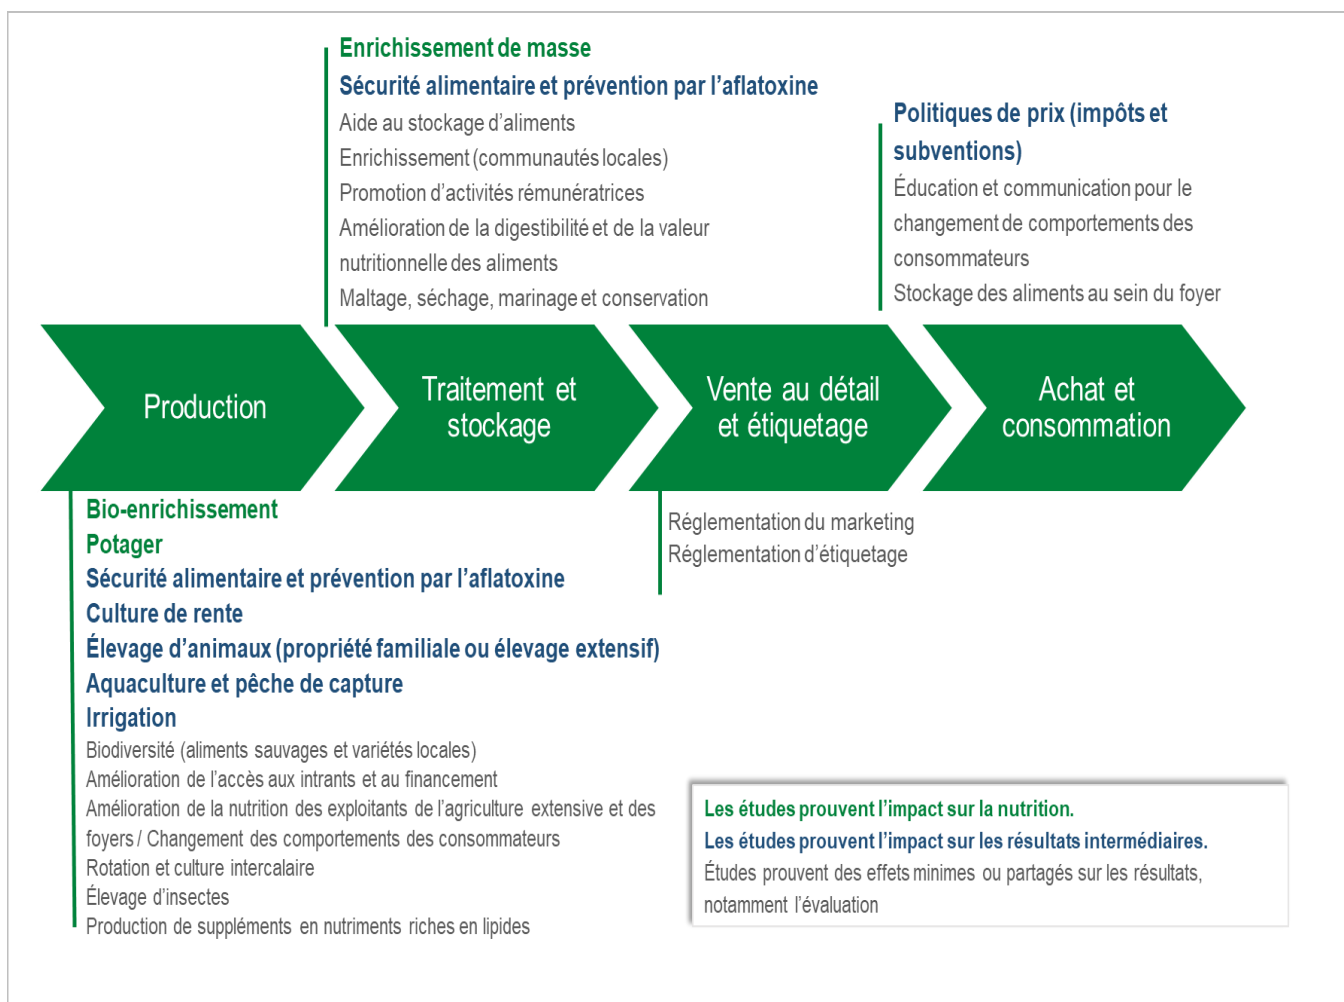 Enrichissement de masse
Sécurité alimentaire et prévention par l’aflatoxine
Aide au stockage d’aliments
Enrichissement (communautés locales)
Promotion d’activités rémunératrices
Amélioration de la digestibilité et de la valeur
nutritionnelle des aliments
Maltage, séchage, marinage et conservation
Politiques de prix (impôts et
subventions)
Éducation et communication pour le
changement de comportements des
consommateurs
Stockage des aliments au sein du foyer
Production
Traitement et
stockage
Vente au détail
et étiquetage
Achat et
consommation
Bio-enrichissement
Potager
Sécurité alimentaire et prévention par l’aflatoxine
Culture de rente
Élevage d’animaux (propriété familiale ou élevage extensif)
Aquaculture et pêche de capture
Irrigation
Biodiversité (aliments sauvages et variétés locales)
Amélioration de l’accès aux intrants et au financement
Amélioration de la nutrition des exploitants de l’agriculture extensive et des
foyers / Changement des comportements des consommateurs
Rotation et culture intercalaire
Élevage d’insectes
Production de suppléments en nutriments riches en lipides
Réglementation du marketing
Réglementation d’étiquetage
Les études prouvent l’impact sur la nutrition.
Les études prouvent l’impact sur les résultats intermédiaires.
Études prouvent des effets minimes ou partagés sur les résultats,
notamment l’évaluation